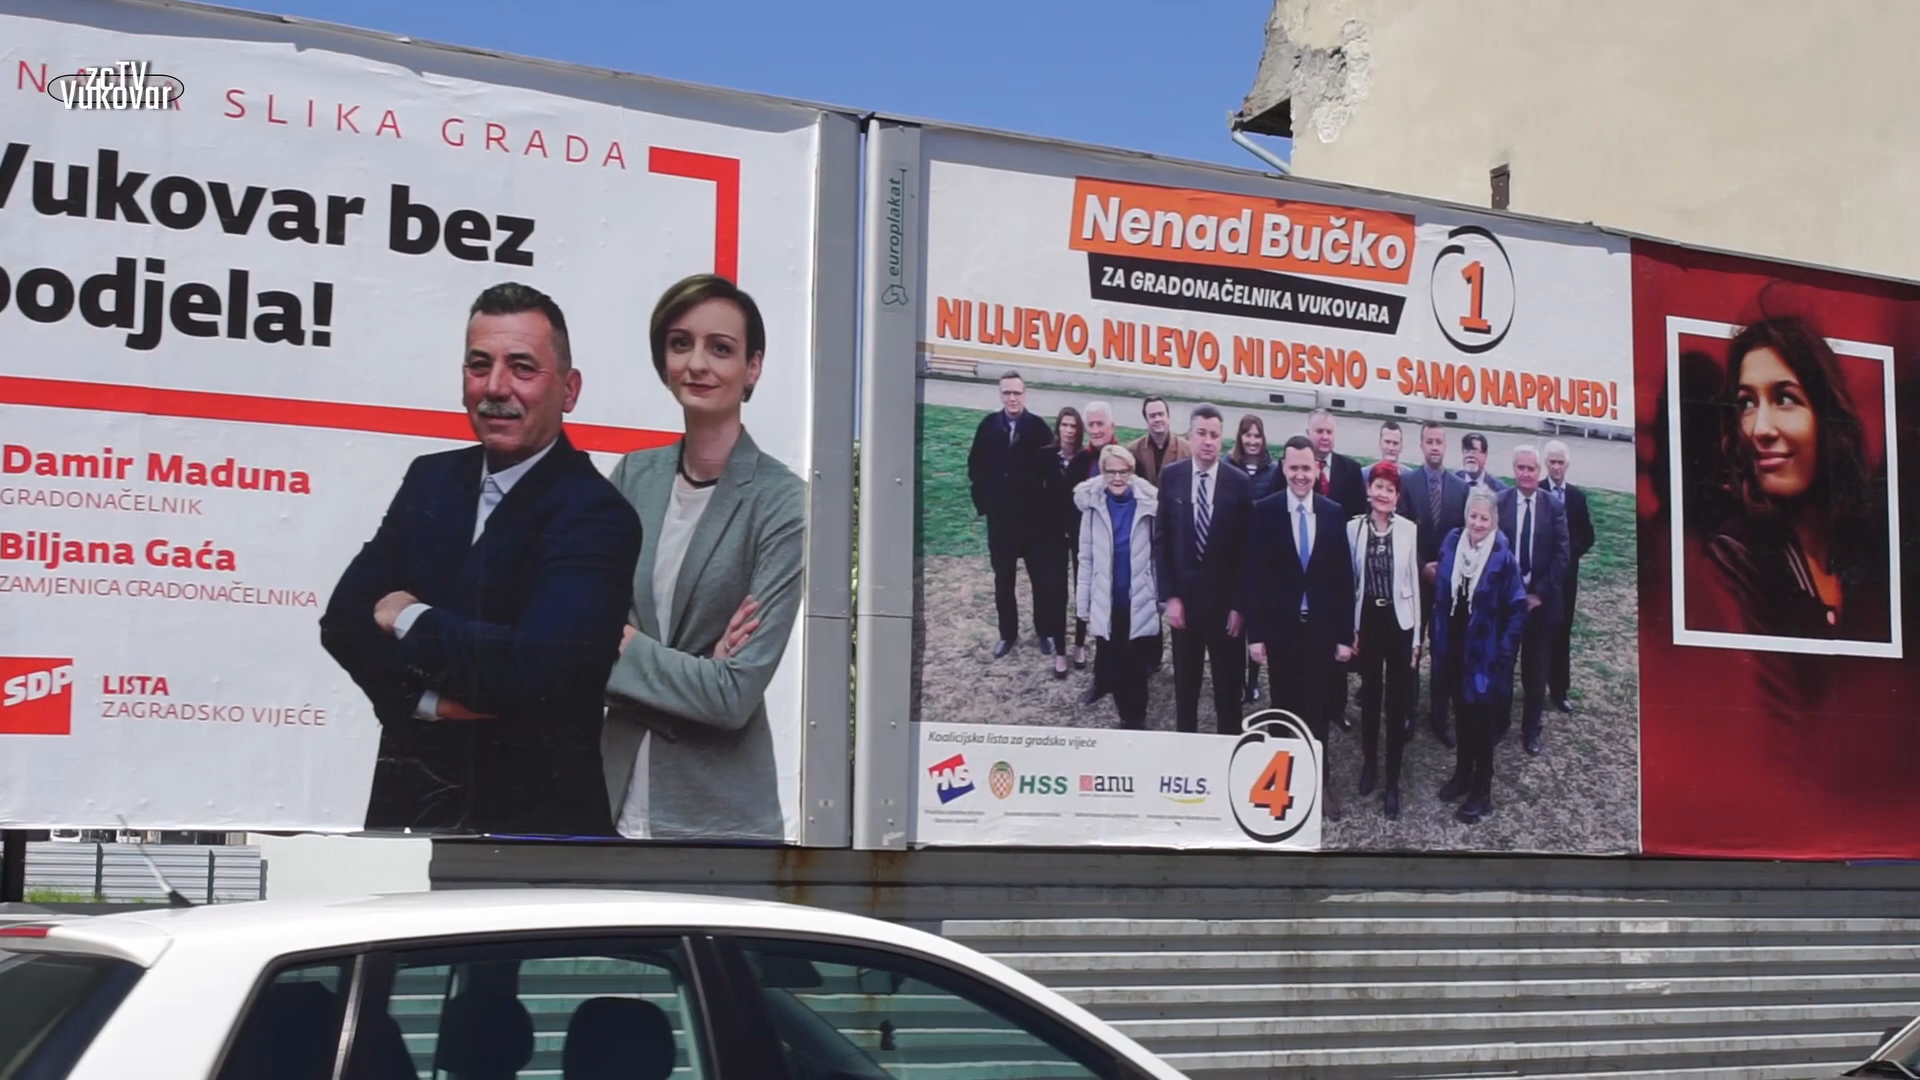 zcTV
Vukovar
SLIKA GRADA
Vukovar bez
podjela!
Damir Maduna
GRADONAČELNIK
Biljana Gaća
ZAMJENICA GRADONAČELNIKA
SDP
LISTA
ZAGRADSKO VIJEĆE
europlakat
Nenad Bučko
ZA GRADONAČELNIKA VUKOVARA
1
NI LIJEVO, NI LEVO, NI DESNO – SAMO NAPRIJED!
Koalicijska lista za gradsko vijeće
HNS
HSS
anu
HSLS
4